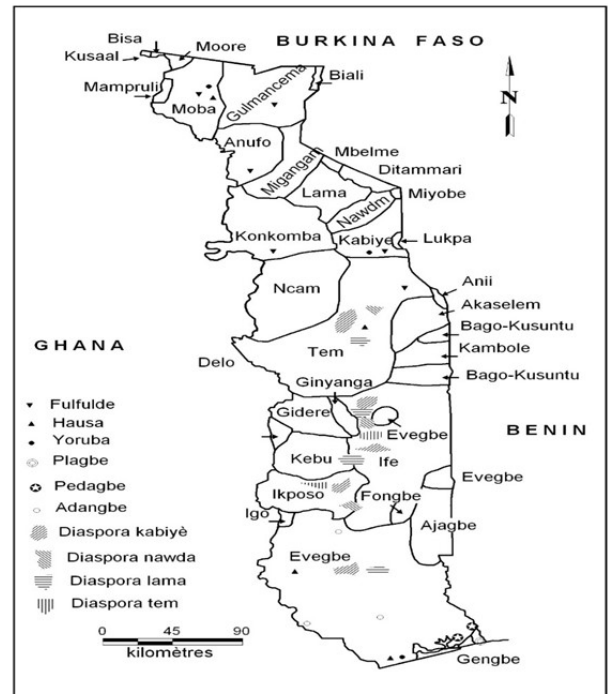 BURKINA FASO
Bisa
Moore
Kusaal
Mampruli
Biali
Gulmancema
N
Moba
Anufo
Mbelme
Migangam
Ditammari
Lama
Miyobe
Nawdm
Konkomba
Kabiye
Lukpa
Ncam
Anii
Akaselem
Bago-Kusuntu
GHANA
Tem
Kambole
Delo
Bago-Kusuntu
Ginyanga
Gidere
Evegbe
BENIN
Kebu
Ife
Ikposo
Fongbe
Evegbe
Igo
Ajagbe
Evegbe
Gengbe
Fulfulde
Hausa
Yoruba
Plagbe
Pedagbe
Adangbe
Diaspora kabiyè
Diaspora nawda
Diaspora lama
Diaspora tem
0 45 90
kilomètres